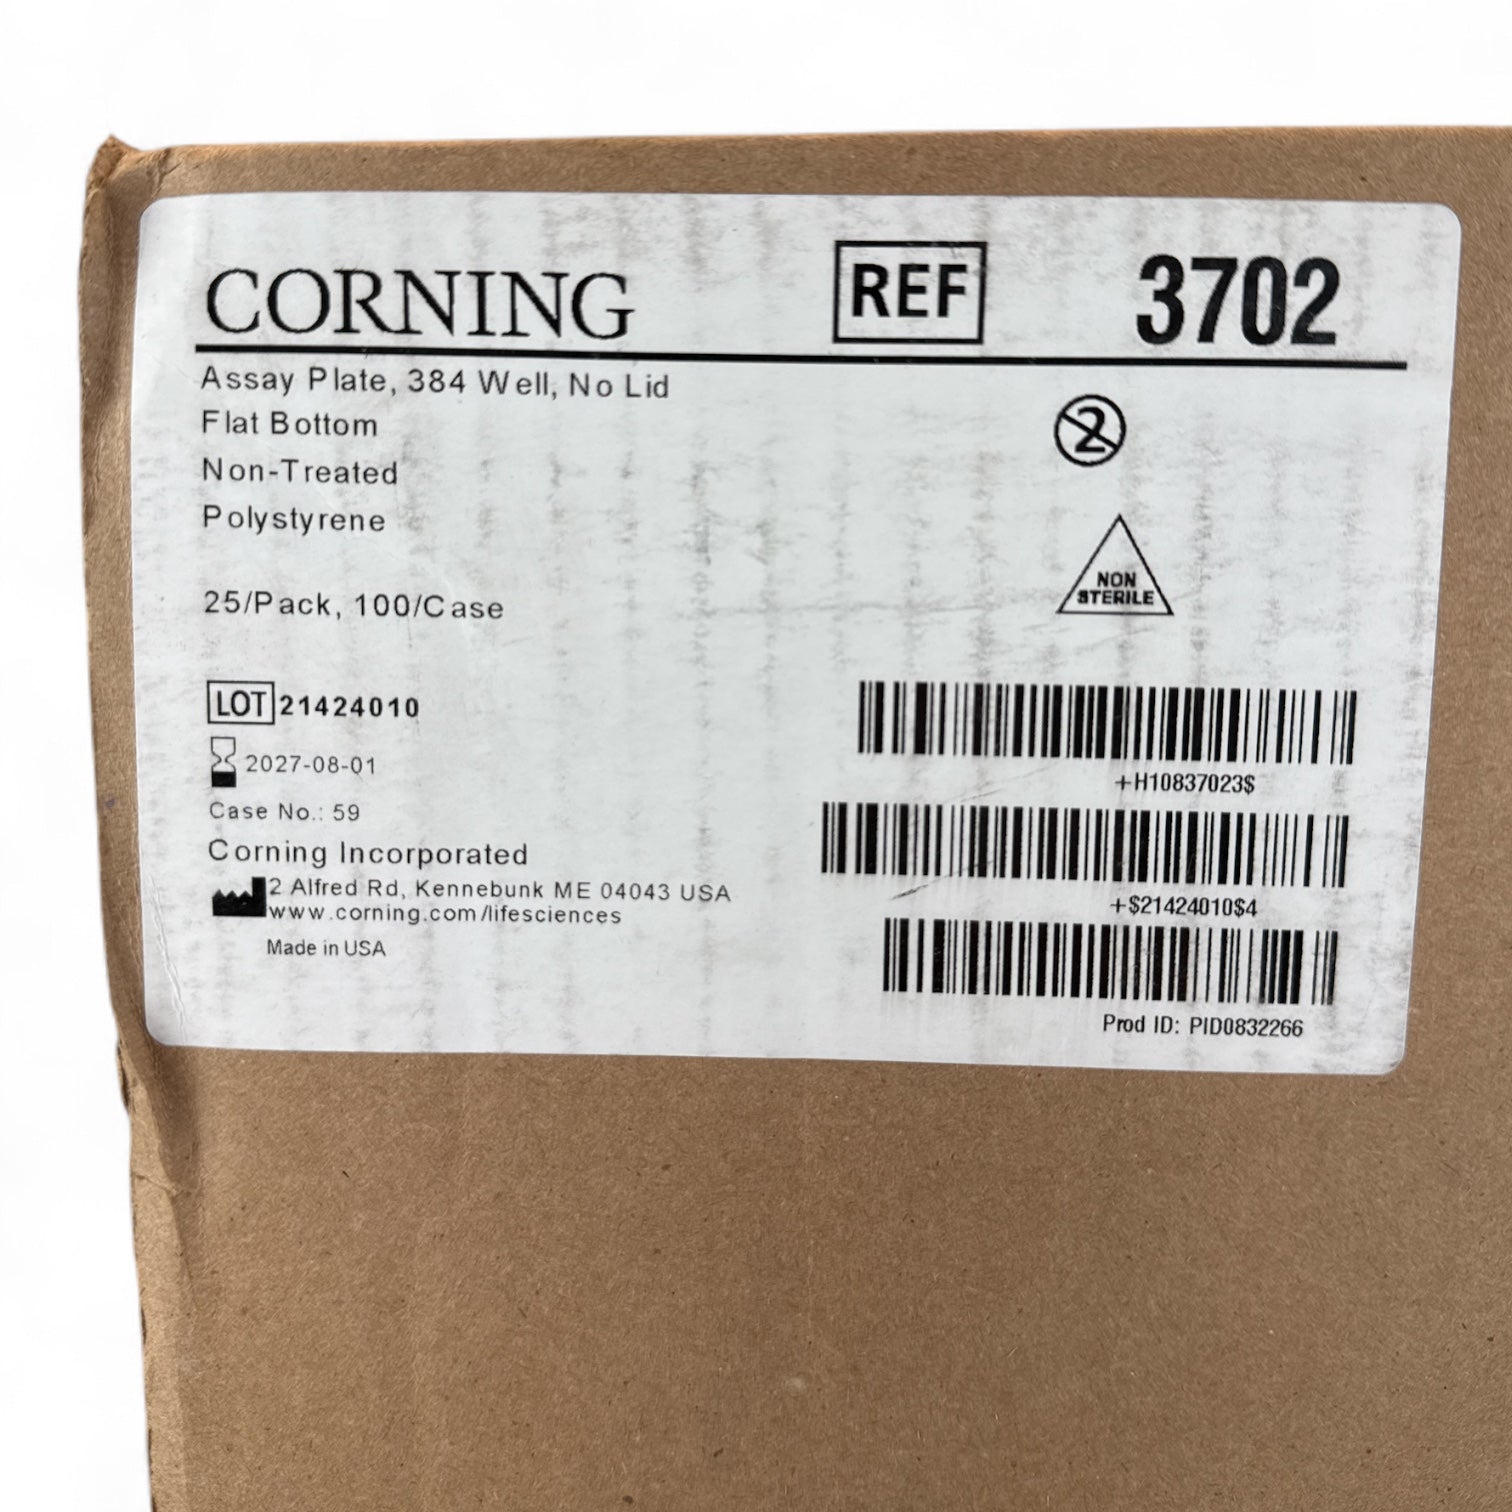 CORNING
REF 3702
Assay Plate, 384 Well, No Lid
Flat Bottom
Non-Treated
Polystyrene
25/Pack, 100/Case
2
NON
STERILE
LOT 21424010
2027-08-01
Case No.: 59
Corning Incorporated
2 Alfred Rd, Kennebunk ME 04043 USA
www.corning.com/lifesciences
Made in USA
+H10837023$
+$21424010$4
Prod ID: PID0832266